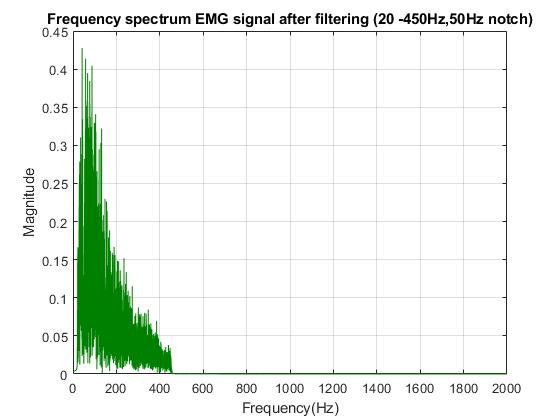 Frequency spectrum EMG signal after filtering (20 -450Hz,50Hz notch)
0.45
0.4
0.35
0.3
0.25
0.2
0.15
0.1
0.05
0
Magnitude
0 200 400 600 800 1000 1200 1400 1600 1800 2000
Frequency(Hz)